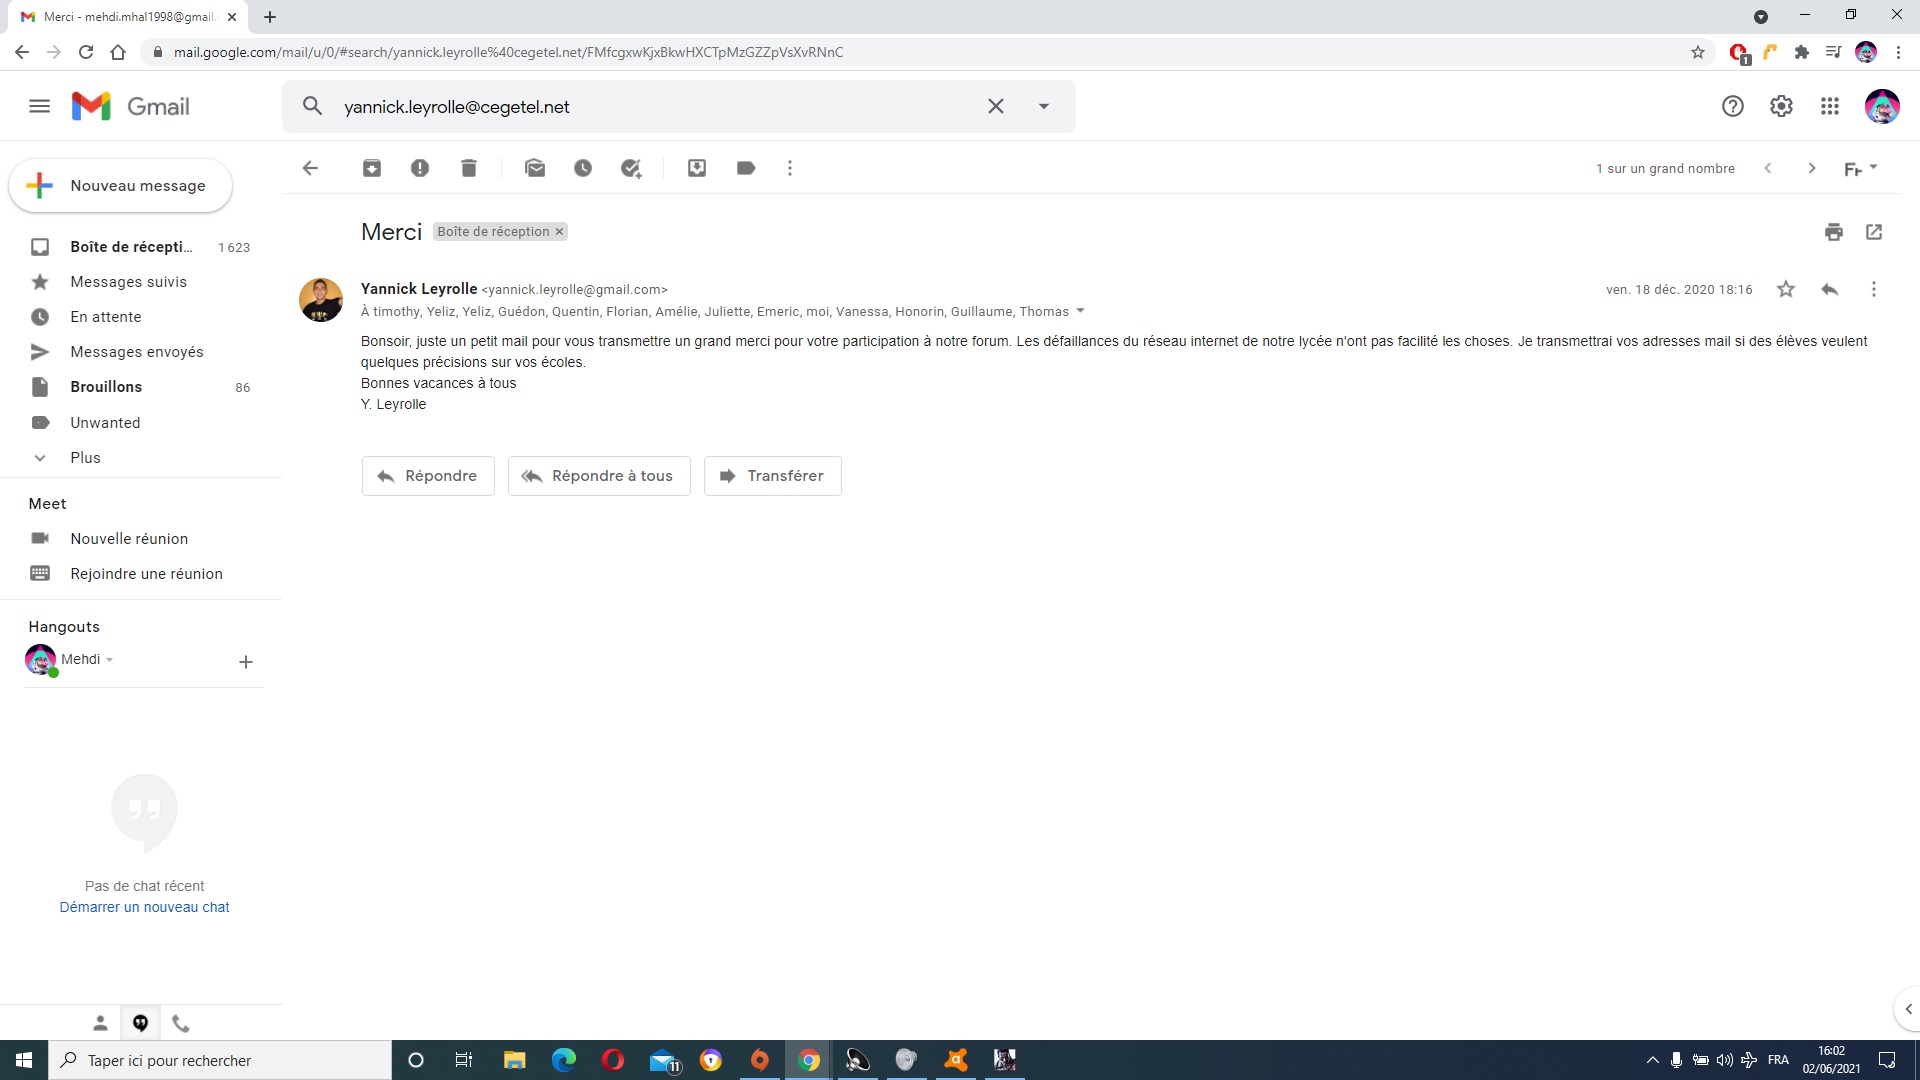 Merci - mehdi.mhal1998@gmail.
mail.google.com/mail/u/0/#search/yannick.leyrolle%40cegetel.net/FMfcgxwKjxBkwHXCTpMzGZZpVsXvRNnC
1
Gmail
yannick.leyrolle@cegetel.net
Nouveau message
1 sur un grand nombre
Boîte de récepti... 1 623
Messages suivis
En attente
Messages envoyés
Brouillons 86
Unwanted
Plus
Meet
Nouvelle réunion
Rejoindre une réunion
Hangouts
Mehdi
Pas de chat récent
Démarrer un nouveau chat
Merci Boîte de réception
Yannick Leyrolle <yannick.leyrolle@gmail.com> ven. 18 déc. 2020 18:16
À timothy, Yeliz, Yeliz, Guédon, Quentin, Florian, Amélie, Juliette, Emeric, moi, Vanessa, Honorin, Guillaume, Thomas
Bonsoir, juste un petit mail pour vous transmettre un grand merci pour votre participation à notre forum. Les défaillances du réseau internet de notre lycée n'ont pas facilité les choses. Je transmettrai vos adresses mail si des élèves veulent
quelques précisions sur vos écoles.
Bonnes vacances à tous
Y. Leyrolle
Répondre
Répondre à tous
Transférer
Taper ici pour rechercher
11
FRA
16:02
02/06/2021